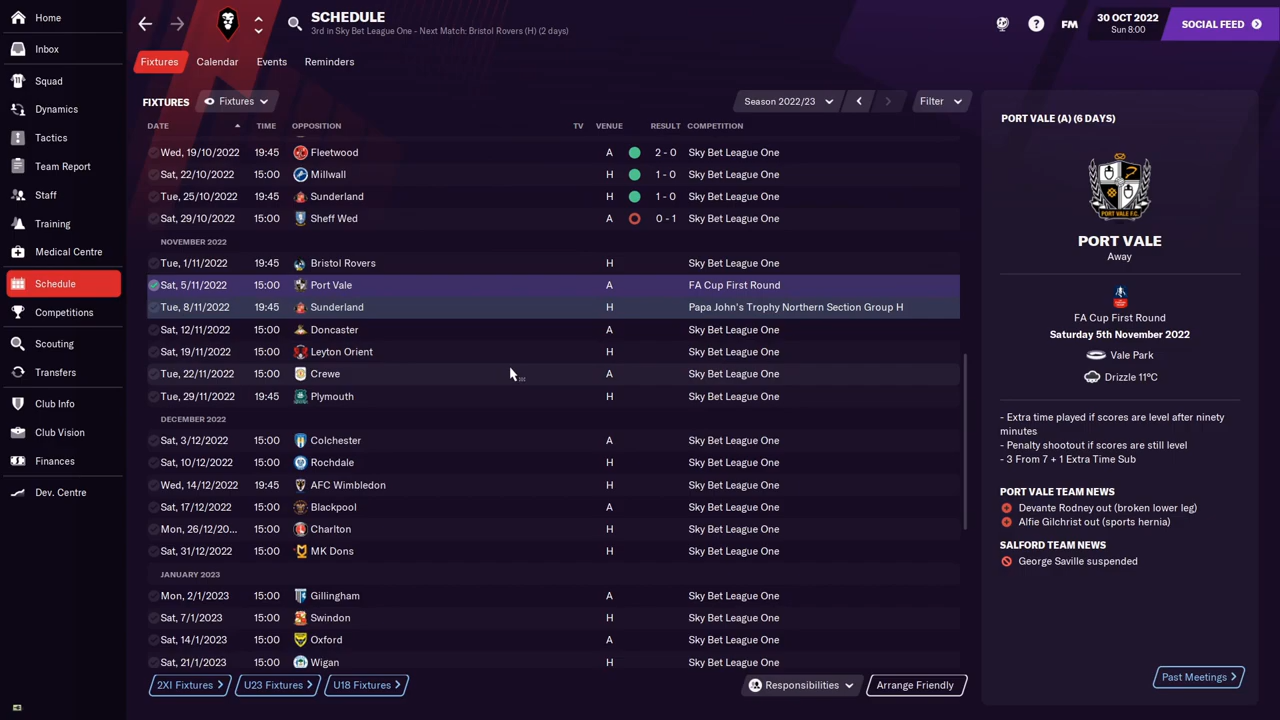 Home
Inbox
Squad
Dynamics
Tactics
Team Report
Staff
Training
Medical Centre
Schedule
Competitions
Scouting
Transfers
Club Info
Club Vision
Finances
Dev. Centre
SCHEDULE
3rd in Sky Bet League One - Next Match: Bristol Rovers (H) (2 days)
FM
30 OCT 2022
Sun 8:00
SOCIAL FEED
Fixtures Calendar Events Reminders
FIXTURES Fixtures Season 2022/23 Filter
DATE TIME OPPOSITION TV VENUE RESULT COMPETITION
Wed, 19/10/2022 19:45 Fleetwood A 2 - 0 Sky Bet League One
Sat, 22/10/2022 15:00 Millwall H 1 - 0 Sky Bet League One
Tue, 25/10/2022 19:45 Sunderland H 1 - 0 Sky Bet League One
Sat, 29/10/2022 15:00 Sheff Wed A 0 - 1 Sky Bet League One
NOVEMBER 2022
Tue, 1/11/2022 19:45 Bristol Rovers H Sky Bet League One
Sat, 5/11/2022 15:00 Port Vale A FA Cup First Round
Tue, 8/11/2022 19:45 Sunderland H Papa John's Trophy Northern Section Group H
Sat, 12/11/2022 15:00 Doncaster A Sky Bet League One
Sat, 19/11/2022 15:00 Leyton Orient H Sky Bet League One
Tue, 22/11/2022 15:00 Crewe A Sky Bet League One
Tue, 29/11/2022 19:45 Plymouth H Sky Bet League One
DECEMBER 2022
Sat, 3/12/2022 15:00 Colchester A Sky Bet League One
Sat, 10/12/2022 15:00 Rochdale H Sky Bet League One
Wed, 14/12/2022 19:45 AFC Wimbledon H Sky Bet League One
Sat, 17/12/2022 15:00 Blackpool A Sky Bet League One
Mon, 26/12/20... 15:00 Charlton H Sky Bet League One
Sat, 31/12/2022 15:00 MK Dons H Sky Bet League One
JANUARY 2023
Mon, 2/1/2023 15:00 Gillingham A Sky Bet League One
Sat, 7/1/2023 15:00 Swindon H Sky Bet League One
Sat, 14/1/2023 15:00 Oxford A Sky Bet League One
Sat, 21/1/2023 15:00 Wigan H Sky Bet League One
2XI Fixtures U23 Fixtures U18 Fixtures Responsibilities Arrange Friendly
PORT VALE (A) (6 DAYS)
PORT VALE F.C.
PORT VALE
Away
FA Cup First Round
Saturday 5th November 2022
Vale Park
Drizzle 11ºC
- Extra time played if scores are level after ninety
minutes
- Penalty shootout if scores are still level
- 3 From 7 + 1 Extra Time Sub
PORT VALE TEAM NEWS
Devante Rodney out (broken lower leg)
Alfie Gilchrist out (sports hernia)
SALFORD TEAM NEWS
George Saville suspended
Past Meetings